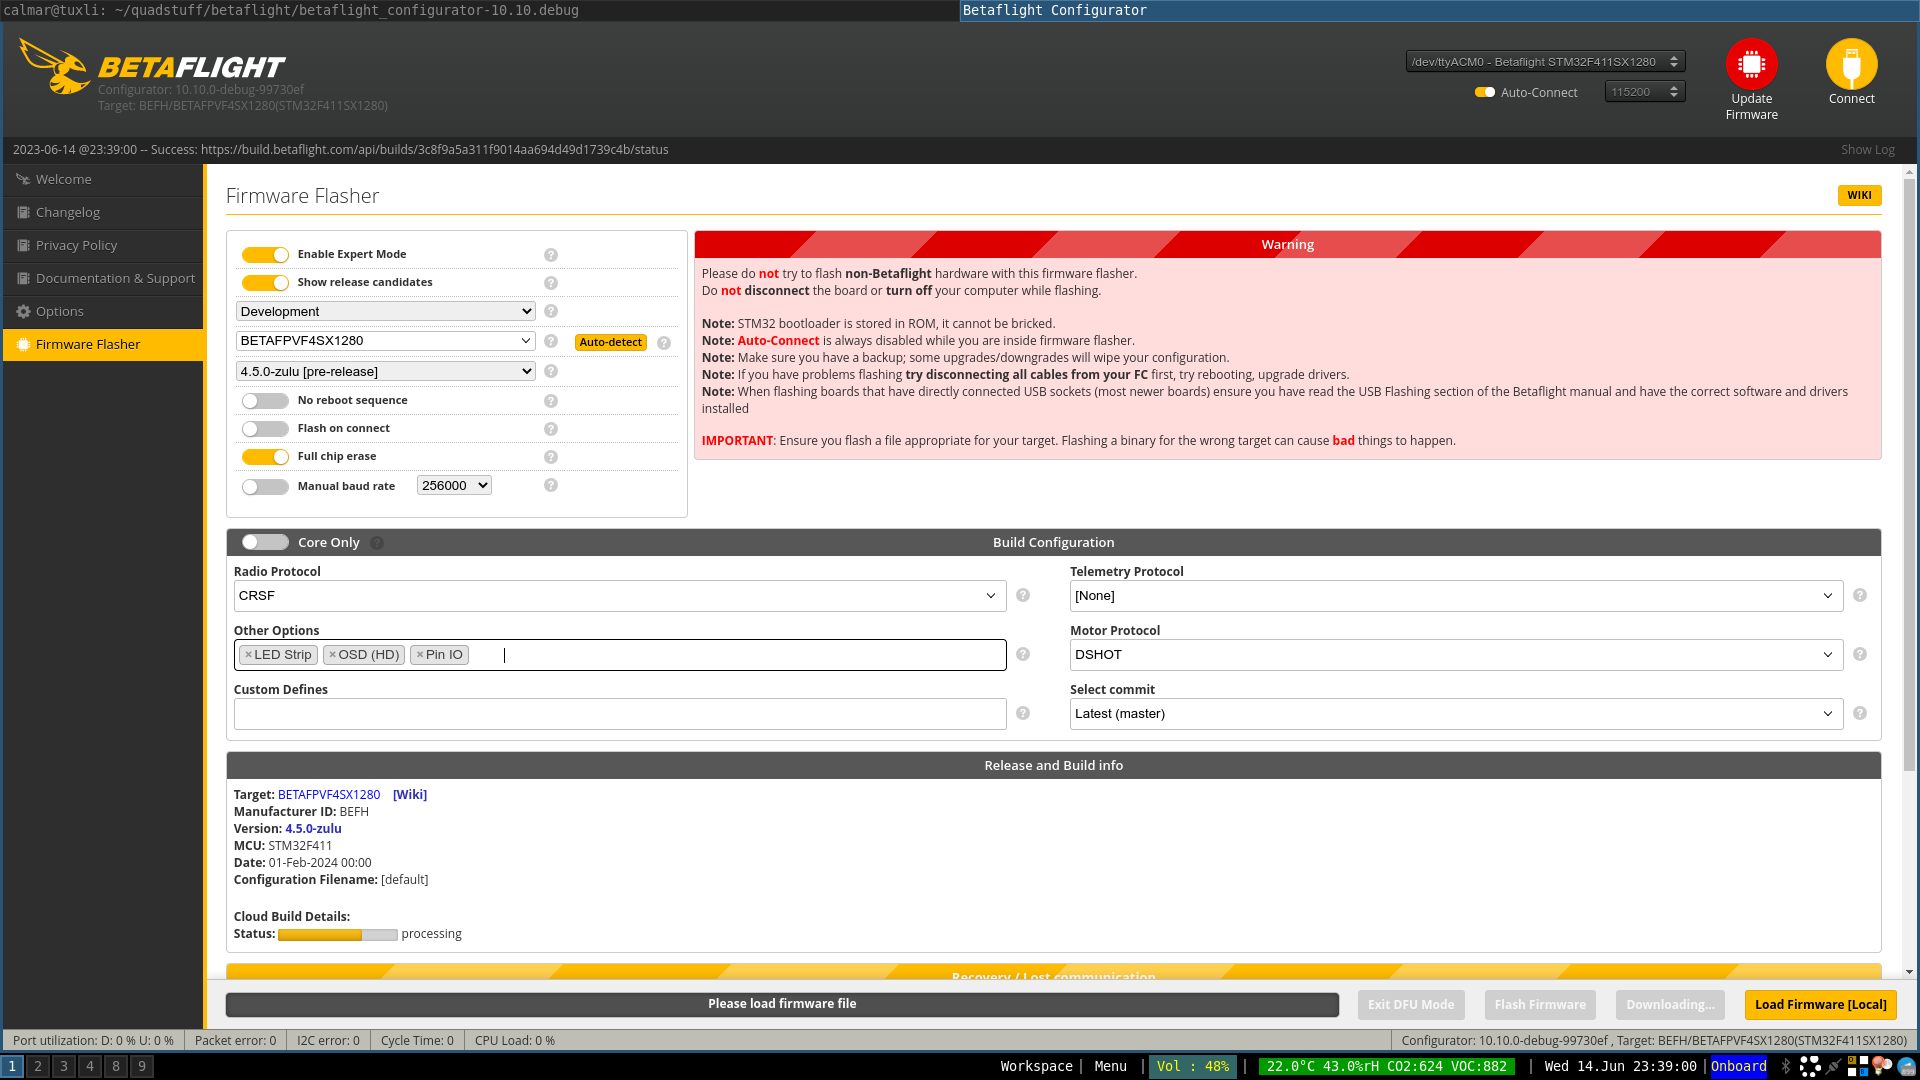 calmar@tuxli: ~/quadstuff/betaflight/betaflight_configurator-10.10.debug
Betaflight Configurator
BETAFLIGHT
Configurator: 10.10.0-debug-99730ef
Target: BEFH/BETAFPVF4SX1280(STM32F411SX1280)
/dev/ttyACM0 - Betaflight STM32F411SX1280
Auto-Connect
115200
Update Firmware
Connect
2023-06-14 @23:39:00 -- Success: https://build.betaflight.com/api/builds/3c8f9a5a311f9014aa694d49d1739c4b/status
Show Log
Welcome
Changelog
Privacy Policy
Documentation & Support
Options
Firmware Flasher
Firmware Flasher
WIKI
Enable Expert Mode
Show release candidates
Development
BETAFPVF4SX1280
Auto-detect
4.5.0-zulu [pre-release]
No reboot sequence
Flash on connect
Full chip erase
Manual baud rate
256000
Warning
Please do not try to flash non-Betaflight hardware with this firmware flasher.
Do not disconnect the board or turn off your computer while flashing.
Note: STM32 bootloader is stored in ROM, it cannot be bricked.
Note: Auto-Connect is always disabled while you are inside firmware flasher.
Note: Make sure you have a backup; some upgrades/downgrades will wipe your configuration.
Note: If you have problems flashing try disconnecting all cables from your FC first, try rebooting, upgrade drivers.
Note: When flashing boards that have directly connected USB sockets (most newer boards) ensure you have read the USB Flashing section of the Betaflight manual and have the correct software and drivers
installed
IMPORTANT: Ensure you flash a file appropriate for your target. Flashing a binary for the wrong target can cause bad things to happen.
Core Only
Build Configuration
Radio Protocol
CRSF
Telemetry Protocol
[None]
Other Options
×LED Strip ×OSD (HD) ×Pin IO
Motor Protocol
DSHOT
Custom Defines
Select commit
Latest (master)
Release and Build info
Target: BETAFPVF4SX1280 [Wiki]
Manufacturer ID: BEFH
Version: 4.5.0-zulu
MCU: STM32F411
Date: 01-Feb-2024 00:00
Configuration Filename: [default]
Cloud Build Details:
Status: processing
Recovery / Lost communication
Please load firmware file
Exit DFU Mode
Flash Firmware
Downloading...
Load Firmware [Local]
Port utilization: D: 0 % U: 0 %
Packet error: 0
I2C error: 0
Cycle Time: 0
CPU Load: 0 %
Configurator: 10.10.0-debug-99730ef , Target: BEFH/BETAFPVF4SX1280(STM32F411SX1280)
1 2 3 4 8 9
Workspace| Menu | Vol : 48% | 22.0°C 43.0%rH CO2:624 VOC:882 | Wed 14.Jun 23:39:00 |Onboard